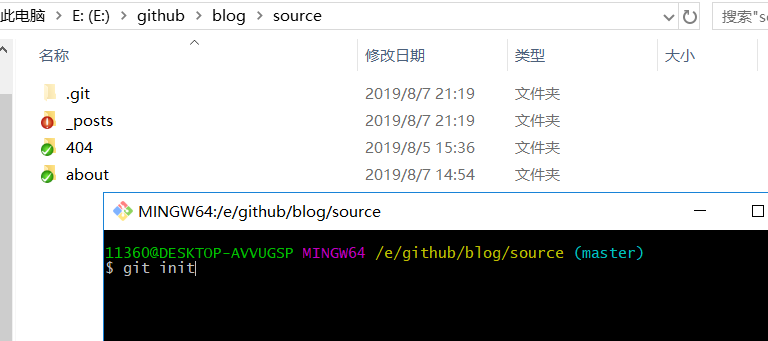 此电脑 > E: (E:) > github > blog > source
搜索"so
名称 修改日期 类型 大小
.git 2019/8/7 21:19 文件夹
_posts 2019/8/7 21:19 文件夹
404 2019/8/5 15:36 文件夹
about 2019/8/7 14:54 文件夹
MINGW64:/e/github/blog/source
11360@DESKTOP-AVVUGSP MINGW64 /e/github/blog/source (master)
$ git init